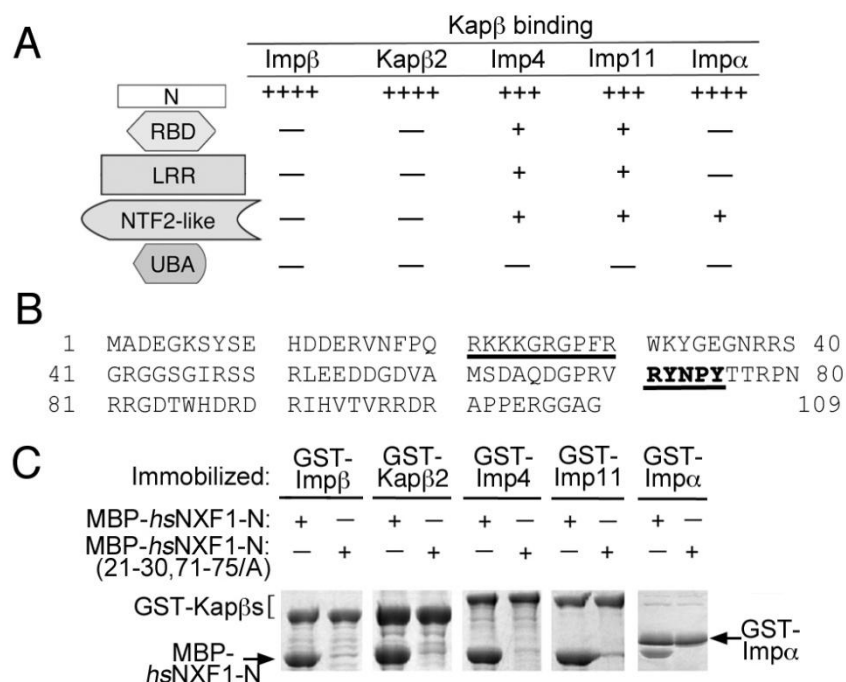 A
Kapβ binding
Impβ Kapβ2 Imp4 Imp11 Impα
N ++++ ++++ +++ +++ ++++
RBD — — + + —
LRR — — + + —
NTF2-like — — + + +
UBA — — — — —
B
1 MADEGKSYSE HDDERVNFPQ RKKKGRGPFR WKYGEGNRRS 40
41 GRGGSGIRSS RLEEDDGDVA MSDAQDGPRV RYNPYTTRPN 80
81 RRGDTWHDRD RIHVTVRRDR APPERGGAG 109
C
Immobilized: GST-Impβ GST-Kapβ2 GST-Imp4 GST-Imp11 GST-Impα
MBP-hsNXF1-N: + — + — + — + — + —
MBP-hsNXF1-N: — + — + — + — + — +
(21-30,71-75/A)
GST-Kapβs [
MBP-hsNXF1-N
GST-Impα